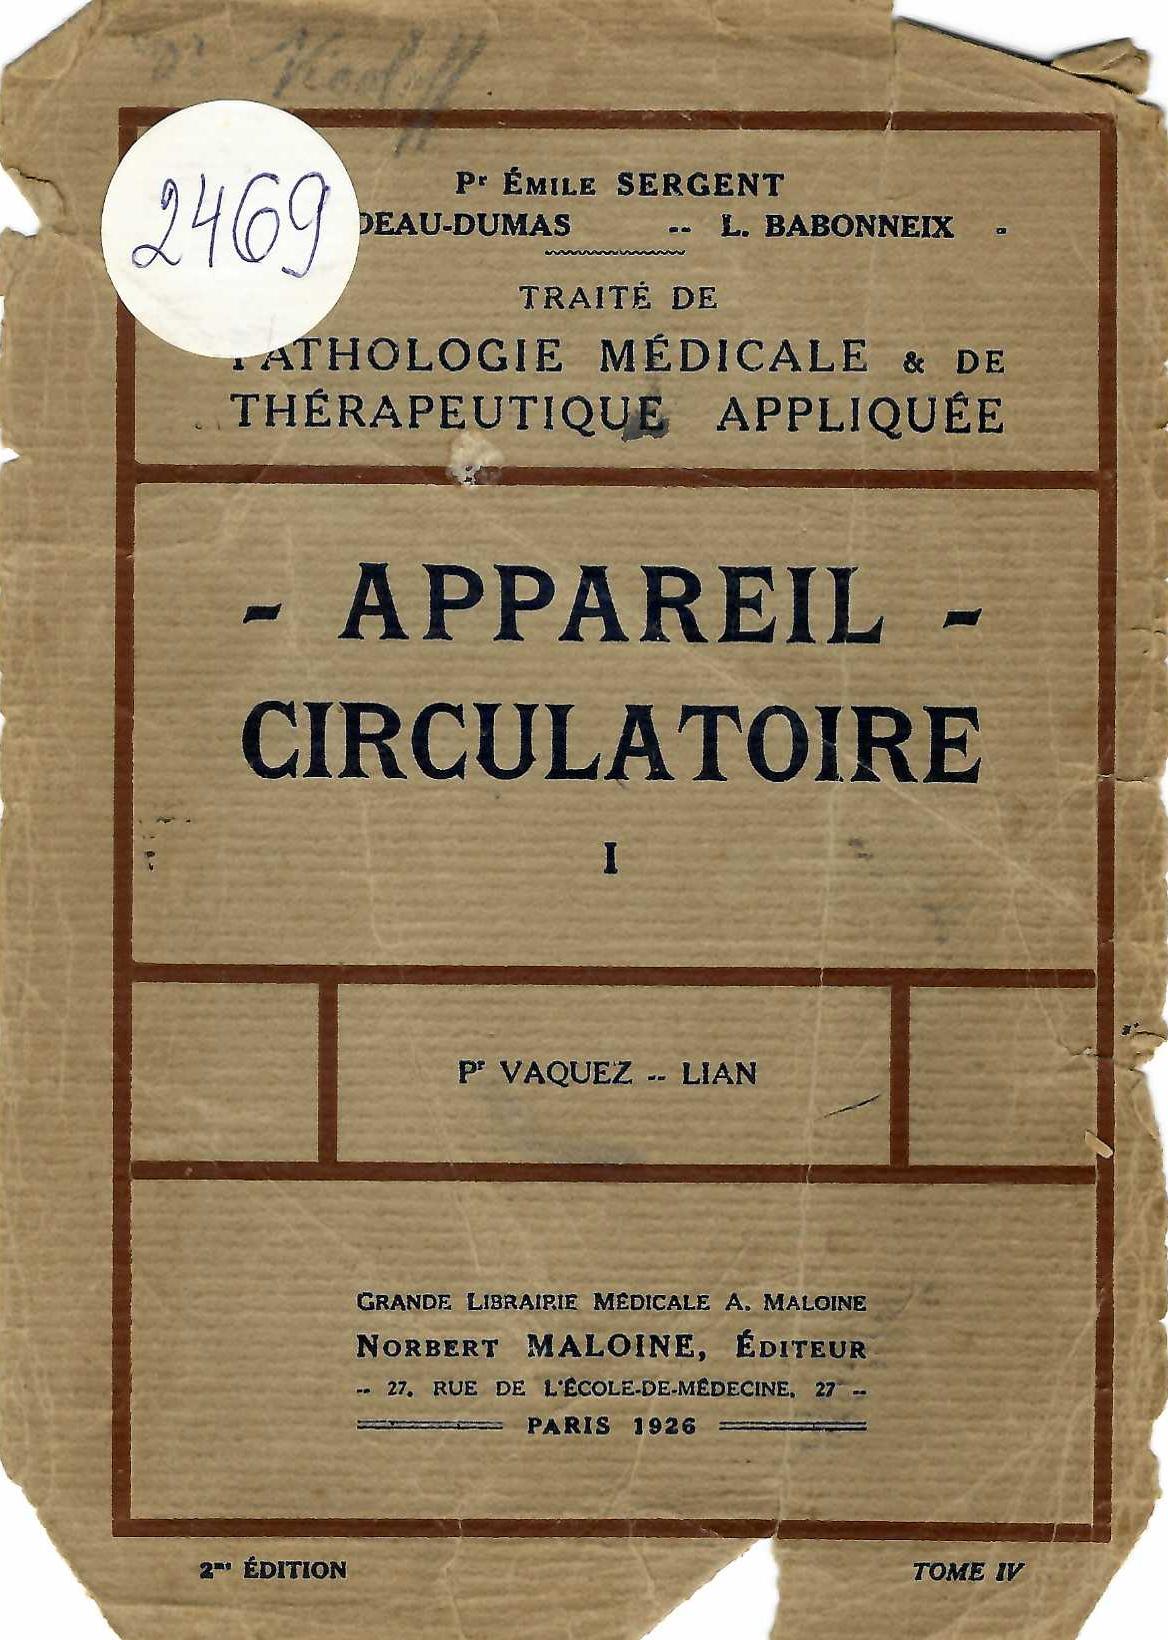 2469
Pr ÉMILE SERGENT
DEAU-DUMAS -- L. BABONNEIX -
TRAITÉ DE
PATHOLOGIE MÉDICALE & DE
THÉRAPEUTIQUE APPLIQUÉE
- APPAREIL -
CIRCULATOIRE
I
Pr VAQUEZ -- LIAN
GRANDE LIBRAIRIE MÉDICALE A. MALOINE
NORBERT MALOINE, ÉDITEUR
-- 27, RUE DE L'ÉCOLE-DE-MÉDECINE, 27 --
PARIS 1926
2me ÉDITION
TOME IV